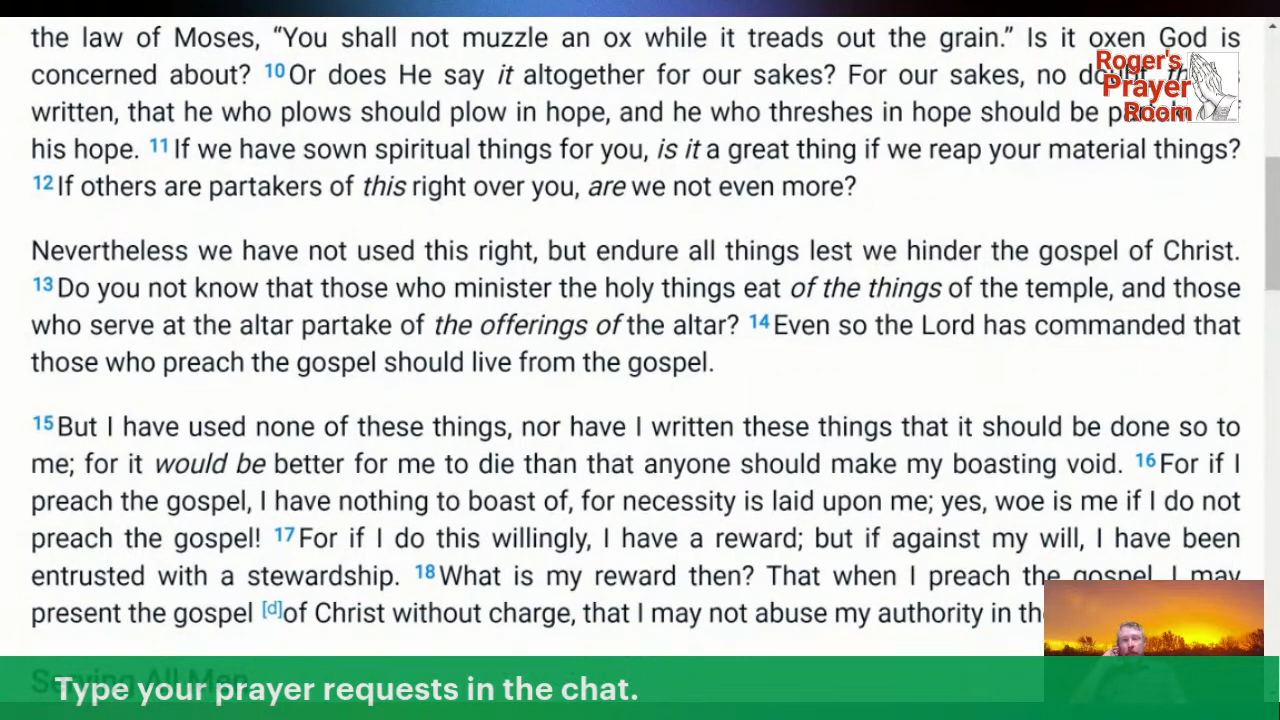 the law of Moses, “You shall not muzzle an ox while it treads out the grain.” Is it oxen God is
concerned about? 10 Or does He say it altogether for our sakes? For our sakes, no
written, that he who plows should plow in hope, and he who threshes in hope should be
his hope. 11 If we have sown spiritual things for you, is it a great thing if we reap your material things?
12 If others are partakers of this right over you, are we not even more?
Nevertheless we have not used this right, but endure all things lest we hinder the gospel of Christ.
13 Do you not know that those who minister the holy things eat of the things of the temple, and those
who serve at the altar partake of the offerings of the altar? 14 Even so the Lord has commanded that
those who preach the gospel should live from the gospel.
15 But I have used none of these things, nor have I written these things that it should be done so to
me; for it would be better for me to die than that anyone should make my boasting void. 16 For if I
preach the gospel, I have nothing to boast of, for necessity is laid upon me; yes, woe is me if I do not
preach the gospel! 17 For if I do this willingly, I have a reward; but if against my will, I have been
entrusted with a stewardship. 18 What is my reward then? That when I preach the gospel, I may
present the gospel [d]of Christ without charge, that I may not abuse my authority in
Serving All Men
Type your prayer requests in the chat.
Roger's
Prayer
Room